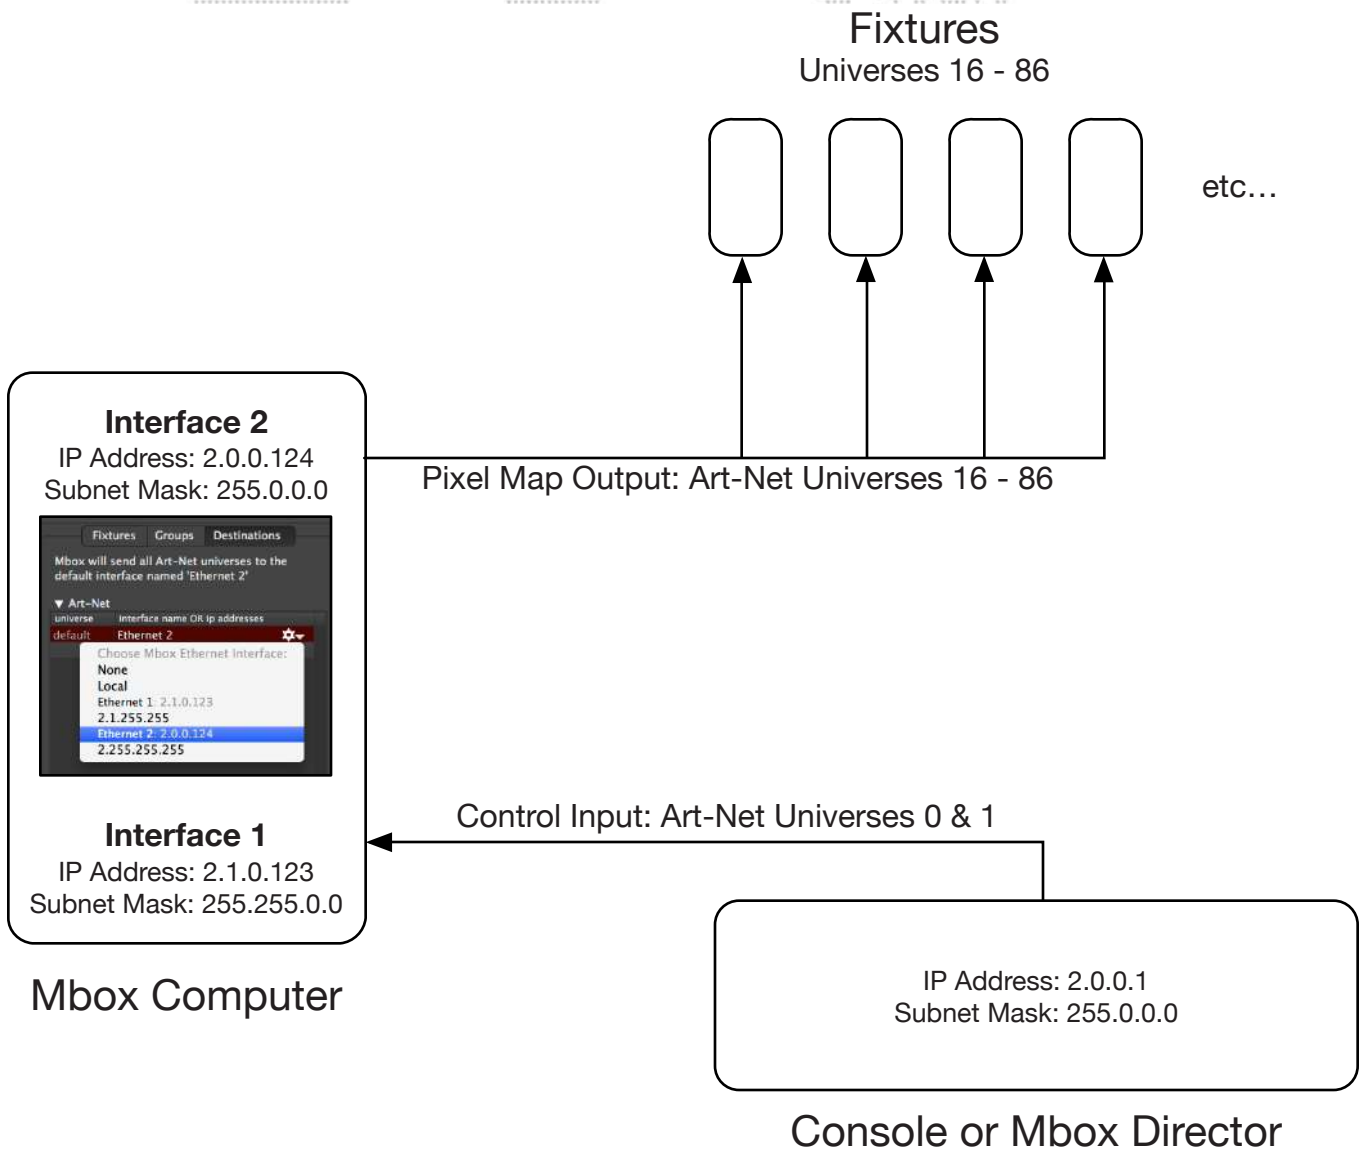 Fixtures
Universes 16 - 86
etc…
Interface 2
IP Address: 2.0.0.124
Subnet Mask: 255.0.0.0
Pixel Map Output: Art-Net Universes 16 - 86
Fixtures Groups Destinations
Mbox will send all Art-Net universes to the
default interface named 'Ethernet 2'
▼ Art-Net
universe Interface name OR ip addresses
default Ethernet 2
Choose Mbox Ethernet Interface:
None
Local
Ethernet 1: 2.1.0.123
2.1.255.255
Ethernet 2: 2.0.0.124
2.255.255.255
Control Input: Art-Net Universes 0 & 1
Interface 1
IP Address: 2.1.0.123
Subnet Mask: 255.255.0.0
Mbox Computer
IP Address: 2.0.0.1
Subnet Mask: 255.0.0.0
Console or Mbox Director